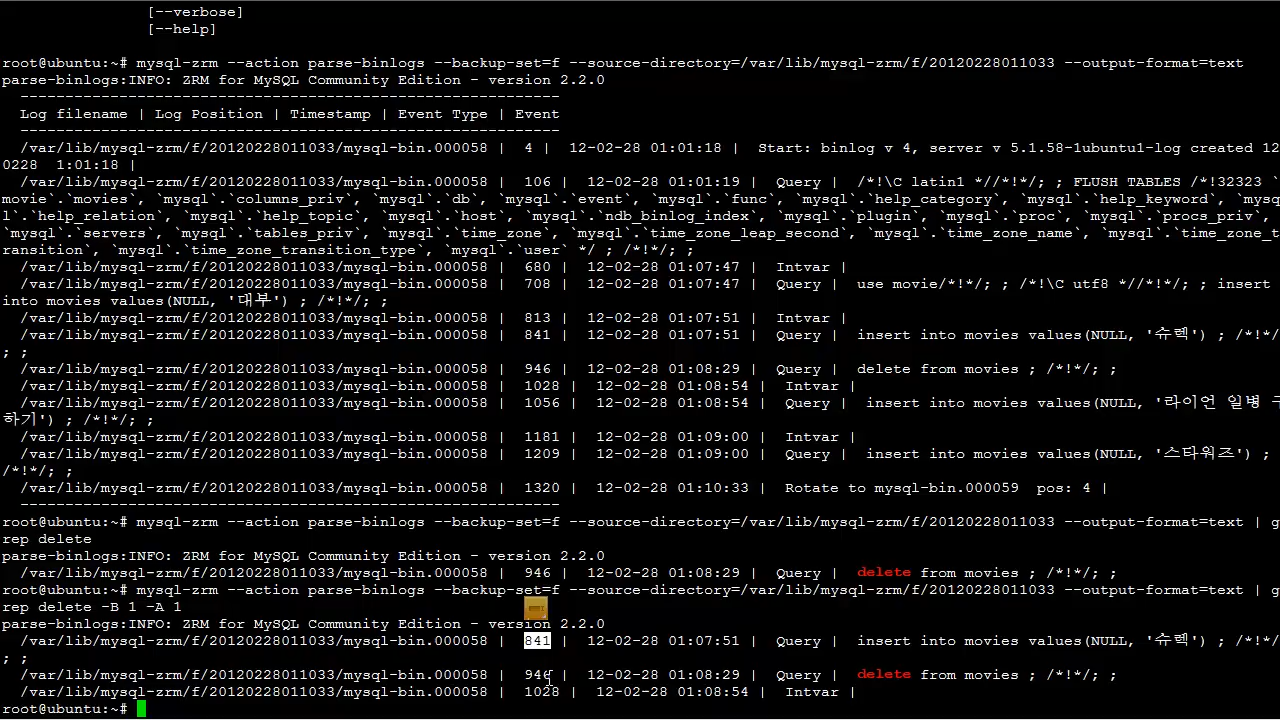 [--verbose]
[--help]
root@ubuntu:~# mysql-zrm --action parse-binlogs --backup-set=f --source-directory=/var/lib/mysql-zrm/f/20120228011033 --output-format=text
parse-binlogs:INFO: ZRM for MySQL Community Edition - version 2.2.0
------------------------------------------------------------
Log filename | Log Position | Timestamp | Event Type | Event
------------------------------------------------------------
/var/lib/mysql-zrm/f/20120228011033/mysql-bin.000058 | 4 | 12-02-28 01:01:18 | Start: binlog v 4, server v 5.1.58-1ubuntu1-log created 12
0228 1:01:18 |
/var/lib/mysql-zrm/f/20120228011033/mysql-bin.000058 | 106 | 12-02-28 01:01:19 | Query | /*!\C latin1 *//*!*/; ; FLUSH TABLES /*!32323 `
movie`.`movies`, `mysql`.`columns_priv`, `mysql`.`db`, `mysql`.`event`, `mysql`.`func`, `mysql`.`help_category`, `mysql`.`help_keyword`, `mysq
l`.`help_relation`, `mysql`.`help_topic`, `mysql`.`host`, `mysql`.`ndb_binlog_index`, `mysql`.`plugin`, `mysql`.`proc`, `mysql`.`procs_priv`,
`mysql`.`servers`, `mysql`.`tables_priv`, `mysql`.`time_zone`, `mysql`.`time_zone_leap_second`, `mysql`.`time_zone_name`, `mysql`.`time_zone_t
ransition`, `mysql`.`time_zone_transition_type`, `mysql`.`user` */ ; /*!*/; ;
/var/lib/mysql-zrm/f/20120228011033/mysql-bin.000058 | 680 | 12-02-28 01:07:47 | Intvar |
/var/lib/mysql-zrm/f/20120228011033/mysql-bin.000058 | 708 | 12-02-28 01:07:47 | Query | use movie/*!*/; ; /*!\C utf8 *//*!*/; ; insert
into movies values(NULL, '대부') ; /*!*/; ;
/var/lib/mysql-zrm/f/20120228011033/mysql-bin.000058 | 813 | 12-02-28 01:07:51 | Intvar |
/var/lib/mysql-zrm/f/20120228011033/mysql-bin.000058 | 841 | 12-02-28 01:07:51 | Query | insert into movies values(NULL, '슈렉') ; /*!*/
; ;
/var/lib/mysql-zrm/f/20120228011033/mysql-bin.000058 | 946 | 12-02-28 01:08:29 | Query | delete from movies ; /*!*/; ;
/var/lib/mysql-zrm/f/20120228011033/mysql-bin.000058 | 1028 | 12-02-28 01:08:54 | Intvar |
/var/lib/mysql-zrm/f/20120228011033/mysql-bin.000058 | 1056 | 12-02-28 01:08:54 | Query | insert into movies values(NULL, '라이언 일병 구
하기') ; /*!*/; ;
/var/lib/mysql-zrm/f/20120228011033/mysql-bin.000058 | 1181 | 12-02-28 01:09:00 | Intvar |
/var/lib/mysql-zrm/f/20120228011033/mysql-bin.000058 | 1209 | 12-02-28 01:09:00 | Query | insert into movies values(NULL, '스타워즈') ;
/*!*/; ;
/var/lib/mysql-zrm/f/20120228011033/mysql-bin.000058 | 1320 | 12-02-28 01:10:33 | Rotate to mysql-bin.000059 pos: 4 |
------------------------------------------------------------
root@ubuntu:~# mysql-zrm --action parse-binlogs --backup-set=f --source-directory=/var/lib/mysql-zrm/f/20120228011033 --output-format=text | g
rep delete
parse-binlogs:INFO: ZRM for MySQL Community Edition - version 2.2.0
/var/lib/mysql-zrm/f/20120228011033/mysql-bin.000058 | 946 | 12-02-28 01:08:29 | Query | delete from movies ; /*!*/; ;
root@ubuntu:~# mysql-zrm --action parse-binlogs --backup-set=f --source-directory=/var/lib/mysql-zrm/f/20120228011033 --output-format=text | g
rep delete -B 1 -A 1
parse-binlogs:INFO: ZRM for MySQL Community Edition - version 2.2.0
/var/lib/mysql-zrm/f/20120228011033/mysql-bin.000058 | 841 | 12-02-28 01:07:51 | Query | insert into movies values(NULL, '슈렉') ; /*!*/
; ;
/var/lib/mysql-zrm/f/20120228011033/mysql-bin.000058 | 946 | 12-02-28 01:08:29 | Query | delete from movies ; /*!*/; ;
/var/lib/mysql-zrm/f/20120228011033/mysql-bin.000058 | 1028 | 12-02-28 01:08:54 | Intvar |
root@ubuntu:~#